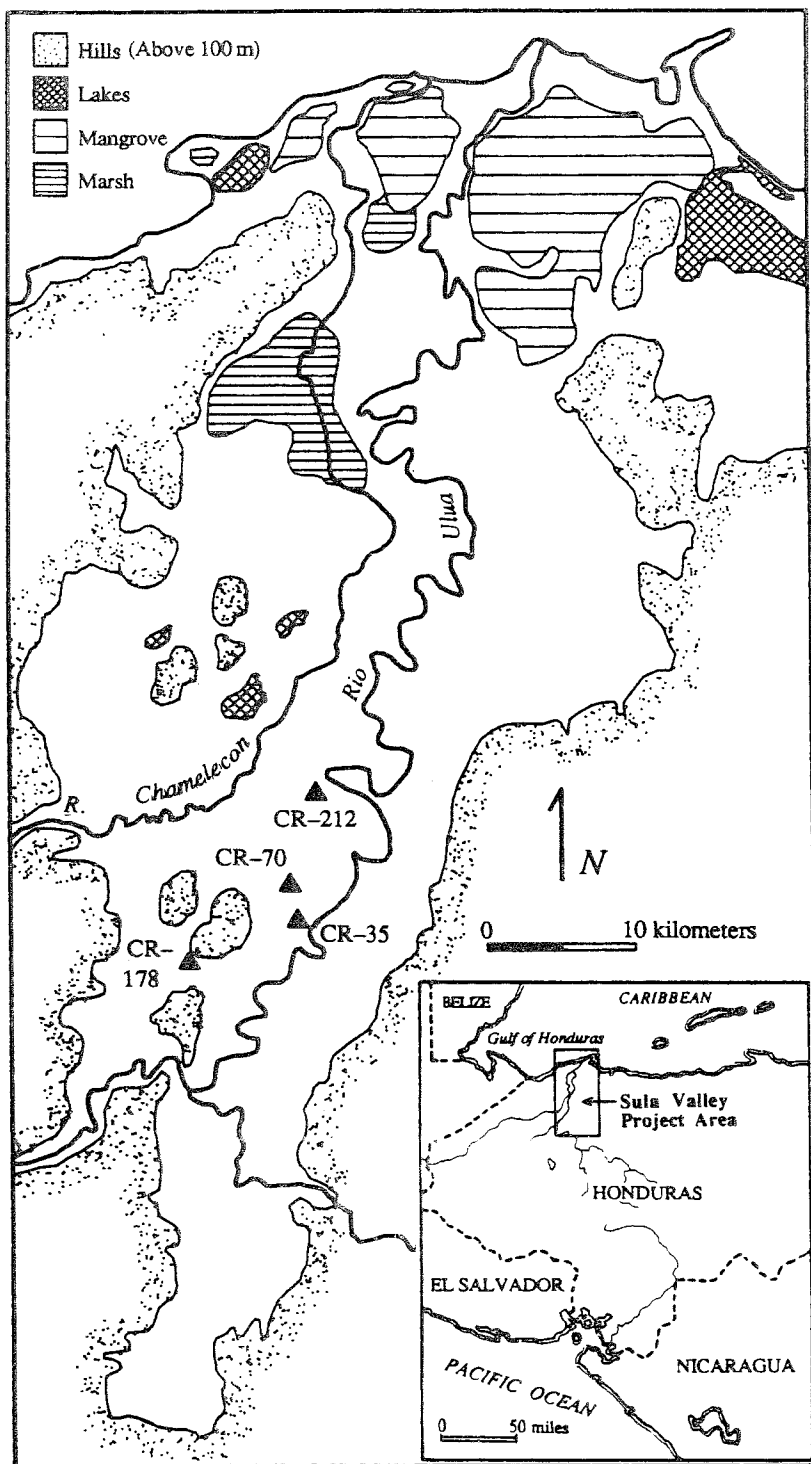 Hills (Above 100 m)
Lakes
Mangrove
Marsh
Ulua
Rio
Chamelecon
R.
CR–212
CR–70
CR–35
CR–
178
N
0 10 kilometers
BELIZE
CARIBBEAN
Gulf of Honduras
Sula Valley
Project Area
HONDURAS
EL SALVADOR
NICARAGUA
PACIFIC OCEAN
0 50 miles